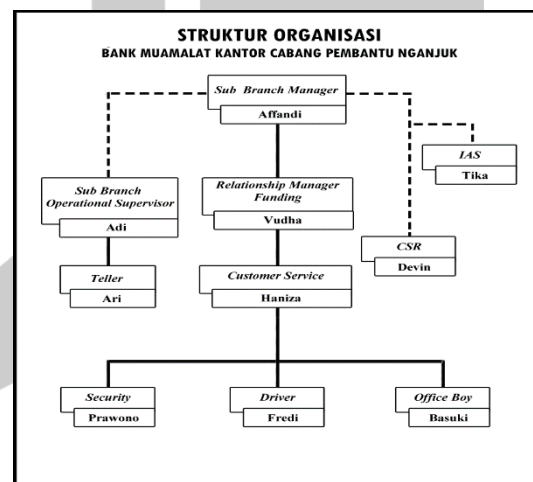 STRUKTUR ORGANISASI
BANK MUAMALAT KANTOR CABANG PEMBANTU NGANJUK
Sub Branch Manager
Affandi
IAS
Tika
Sub Branch
Operational Supervisor
Adi
Relationship Manager
Funding
Vudha
CSR
Devin
Teller
Ari
Customer Service
Haniza
Security
Prawono
Driver
Fredi
Office Boy
Basuki